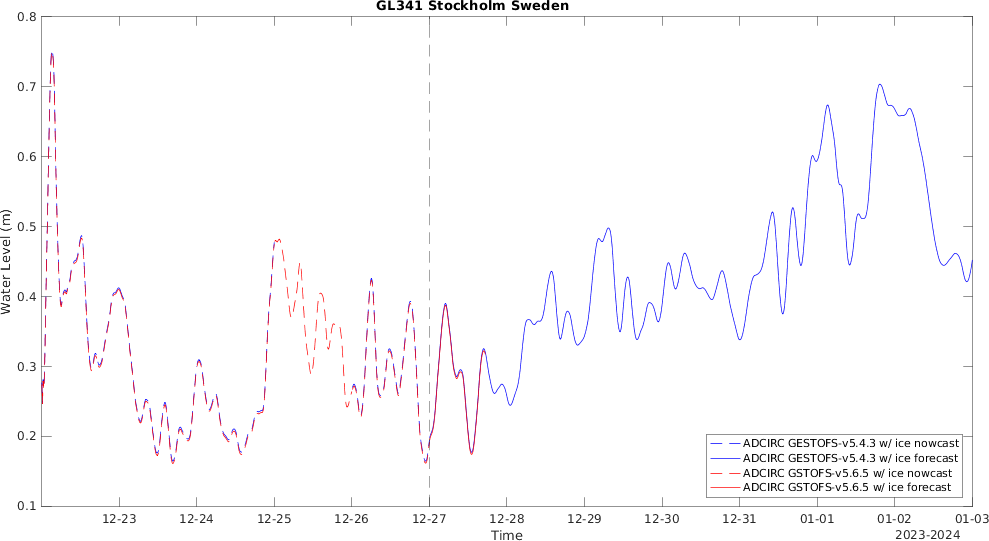 GL341 Stockholm Sweden
0.8
0.7
0.6
0.5
0.4
0.3
0.2
0.1
Water Level (m)
ADCIRC GESTOFS-v5.4.3 w/ ice nowcast
ADCIRC GESTOFS-v5.4.3 w/ ice forecast
ADCIRC GSTOFS-v5.6.5 w/ ice nowcast
ADCIRC GSTOFS-v5.6.5 w/ ice forecast
12-23 12-24 12-25 12-26 12-27 12-28 12-29 12-30 12-31 01-01 01-02 01-03
Time
2023-2024